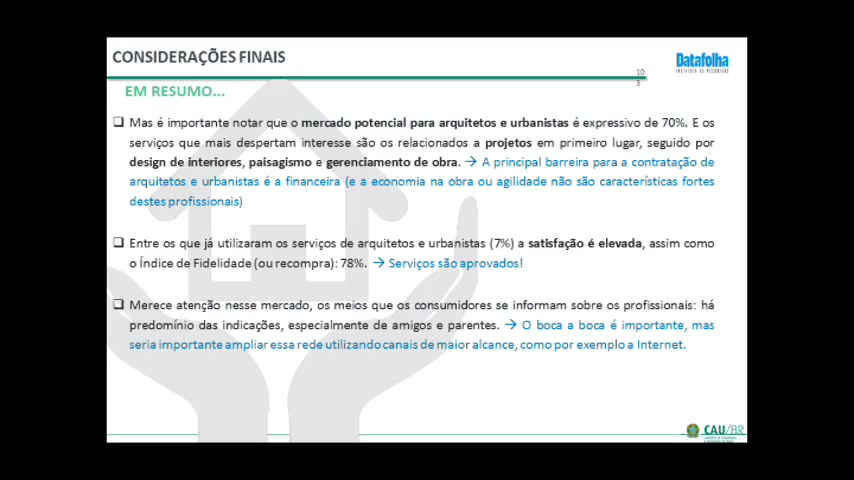 CONSIDERAÇÕES FINAIS
Datafolha
INSTITUTO DE PESQUISAS
10
3
EM RESUMO...
❑ Mas é importante notar que o mercado potencial para arquitetos e urbanistas é expressivo de 70%. E os
serviços que mais despertam interesse são os relacionados a projetos em primeiro lugar, seguido por
design de interiores, paisagismo e gerenciamento de obra. → A principal barreira para a contratação de
arquitetos e urbanistas é a financeira (e a economia na obra ou agilidade não são características fortes
destes profissionais)
❑ Entre os que já utilizaram os serviços de arquitetos e urbanistas (7%) a satisfação é elevada, assim como
o Índice de Fidelidade (ou recompra): 78%. → Serviços são aprovados!
❑ Merece atenção nesse mercado, os meios que os consumidores se informam sobre os profissionais: há
predomínio das indicações, especialmente de amigos e parentes. → O boca a boca é importante, mas
seria importante ampliar essa rede utilizando canais de maior alcance, como por exemplo a Internet.
CAU/BR